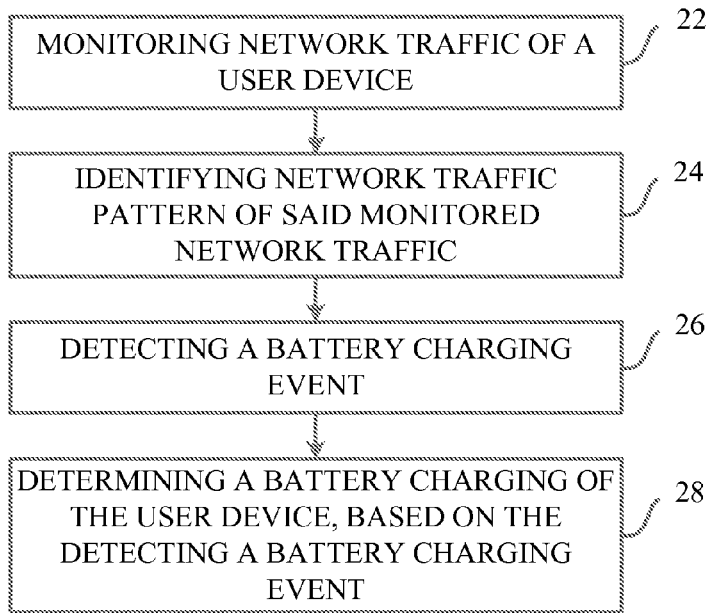 MONITORING NETWORK TRAFFIC OF A
USER DEVICE
22
IDENTIFYING NETWORK TRAFFIC
PATTERN OF SAID MONITORED
NETWORK TRAFFIC
24
DETECTING A BATTERY CHARGING
EVENT
26
DETERMINING A BATTERY CHARGING OF
THE USER DEVICE, BASED ON THE
DETECTING A BATTERY CHARGING
EVENT
28